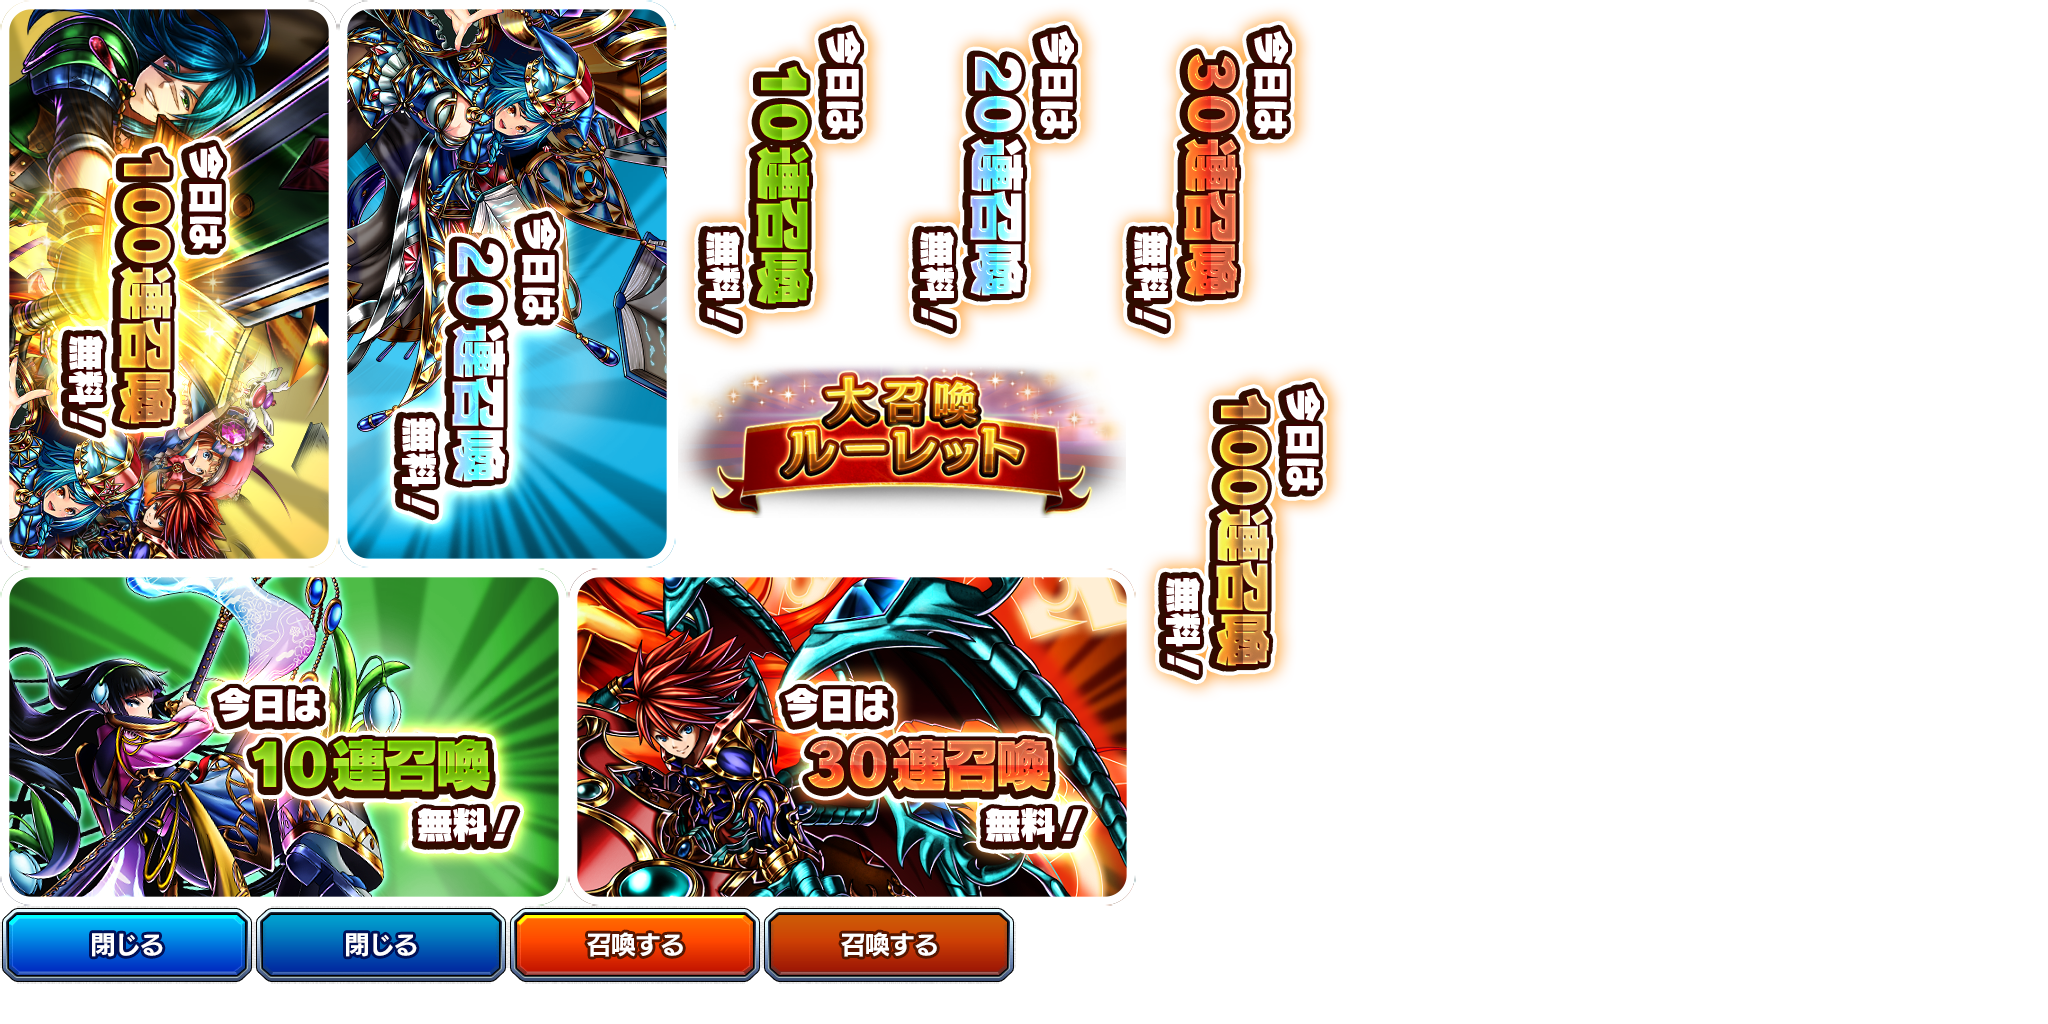 今日は
100連召喚
無料!
今日は
20連召喚
無料!
今日は
10連召喚
無料!
今日は
20連召喚
無料!
今日は
30連召喚
無料!
大召喚
ルーレット
今日は
100連召喚
無料!
今日は
10連召喚
無料!
今日は
30連召喚
無料!
閉じる
閉じる
召喚する
召喚する